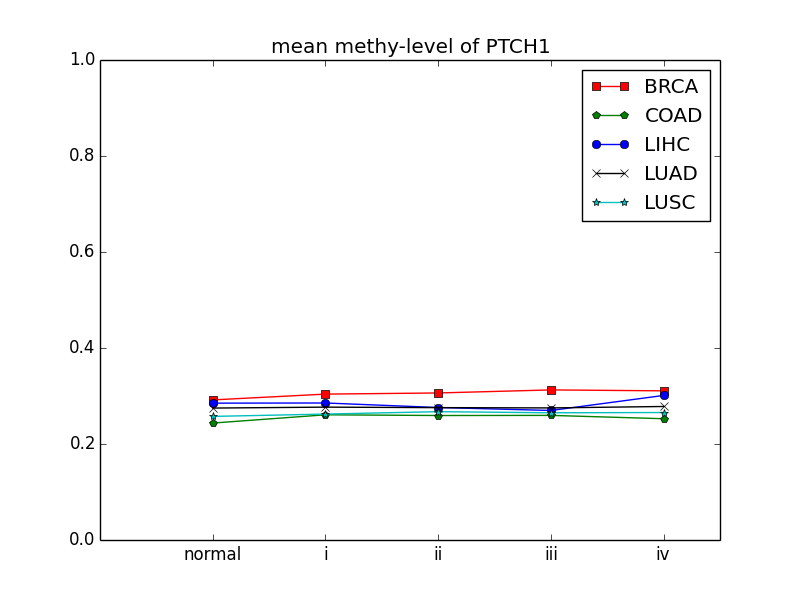 mean methy-level of PTCH1
1.0
0.8
0.6
0.4
0.2
0.0
BRCA
COAD
LIHC
LUAD
LUSC
normal i ii iii iv